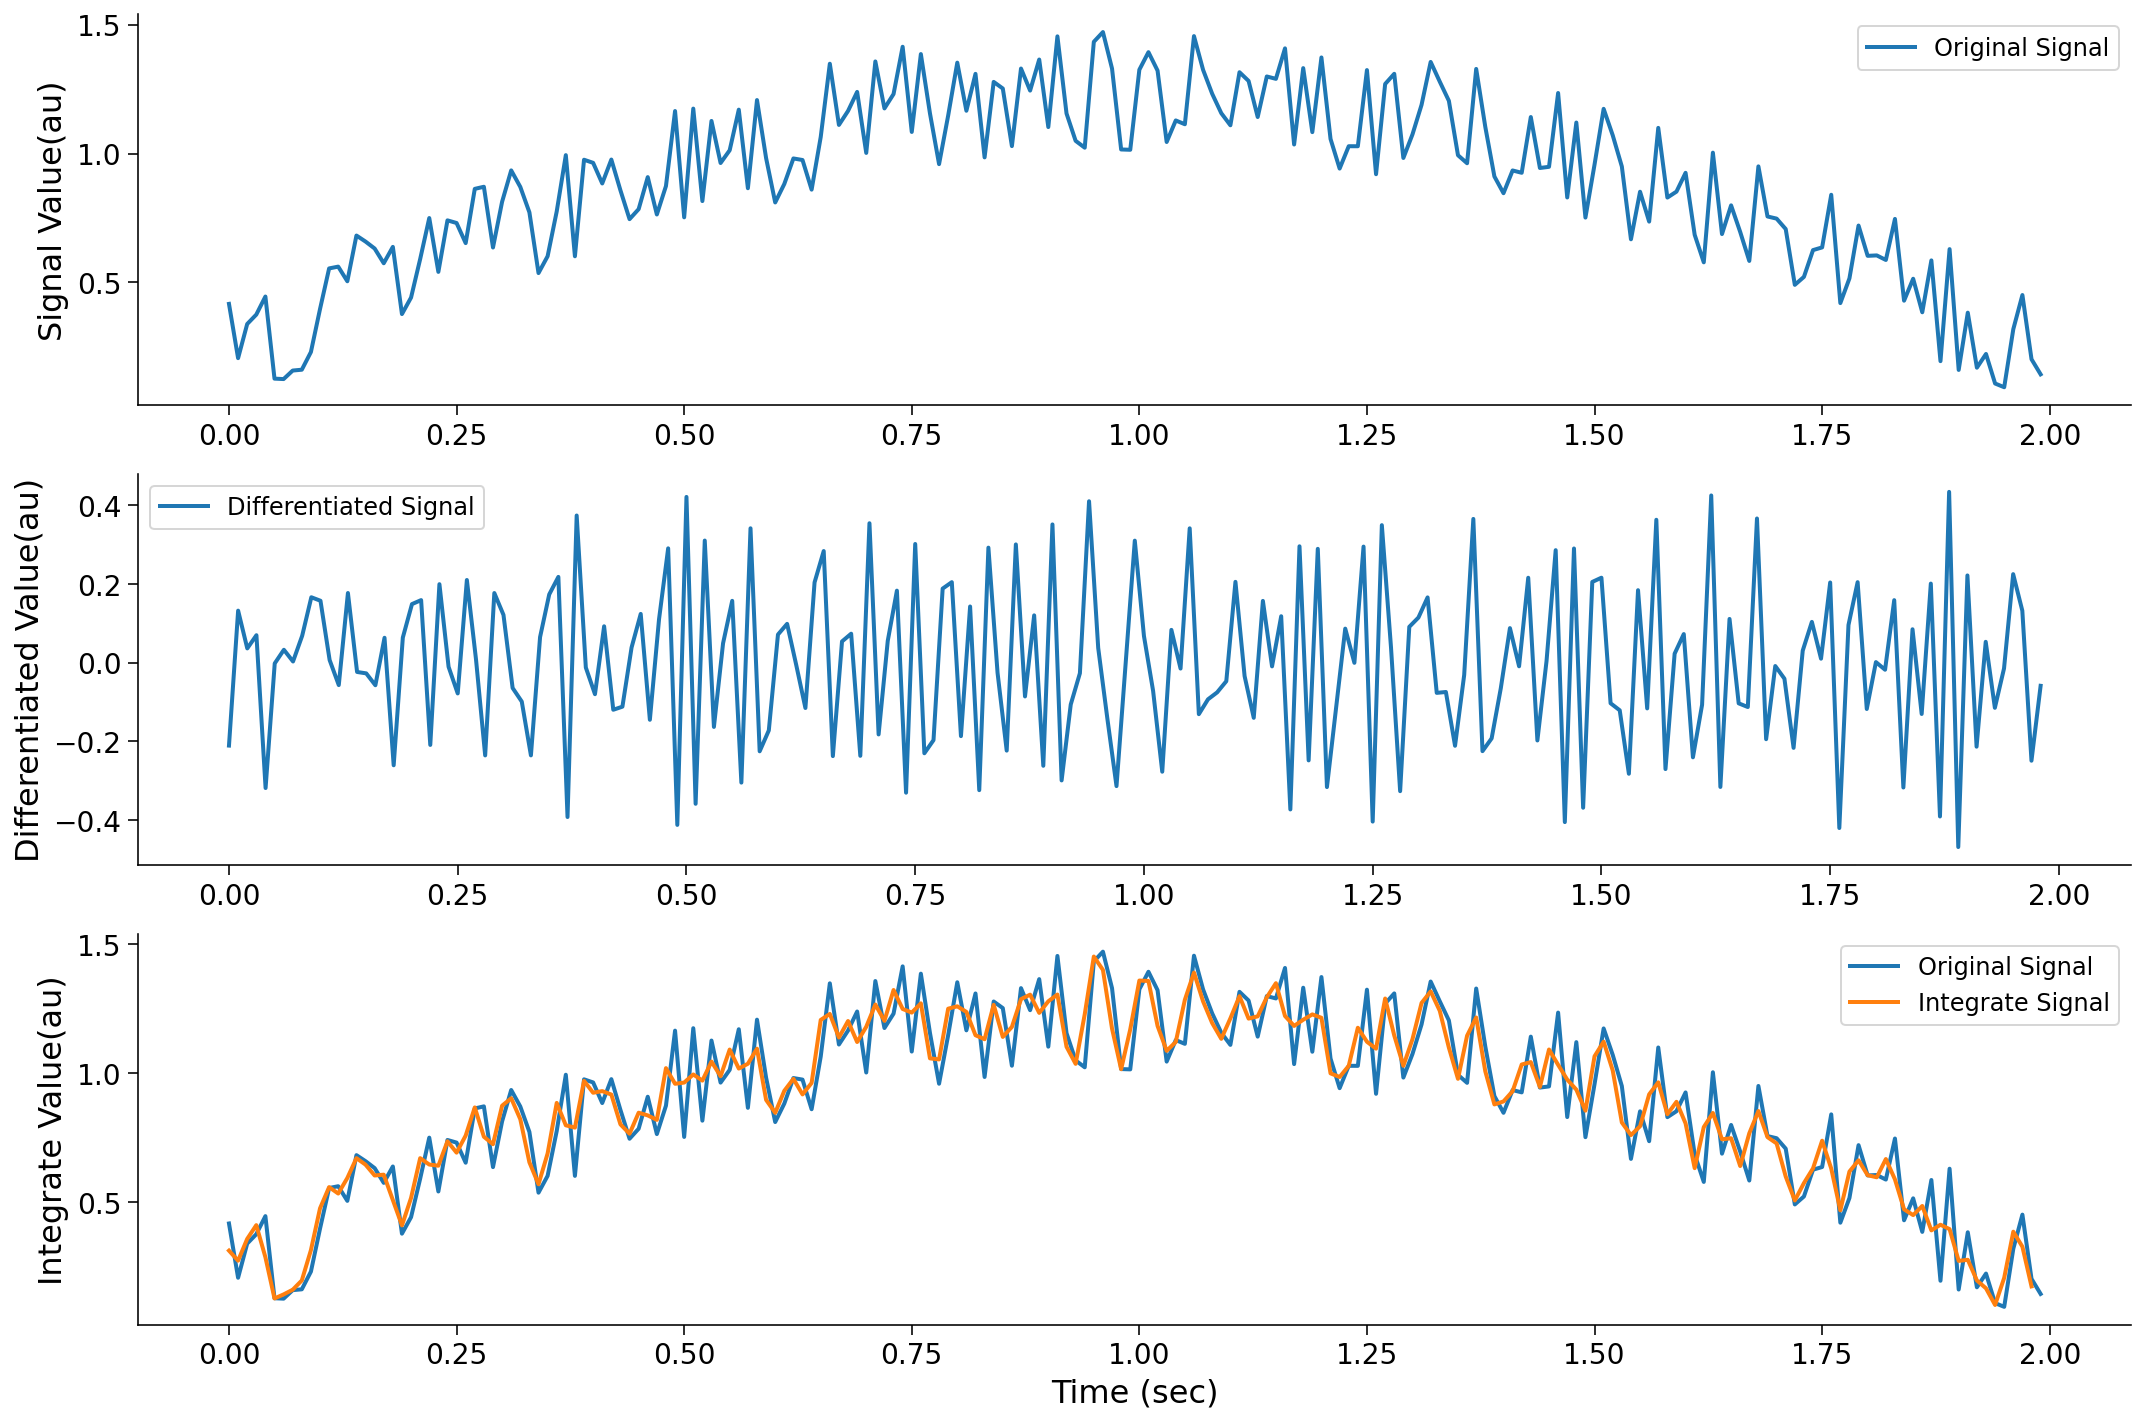 Signal Value(au)
1.5
1.0
0.5
Original Signal
0.00 0.25 0.50 0.75 1.00 1.25 1.50 1.75 2.00
Differentiated Value(au)
0.4
0.2
0.0
−0.2
−0.4
Differentiated Signal
0.00 0.25 0.50 0.75 1.00 1.25 1.50 1.75 2.00
Integrate Value(au)
1.5
1.0
0.5
Original Signal
Integrate Signal
0.00 0.25 0.50 0.75 1.00 1.25 1.50 1.75 2.00
Time (sec)